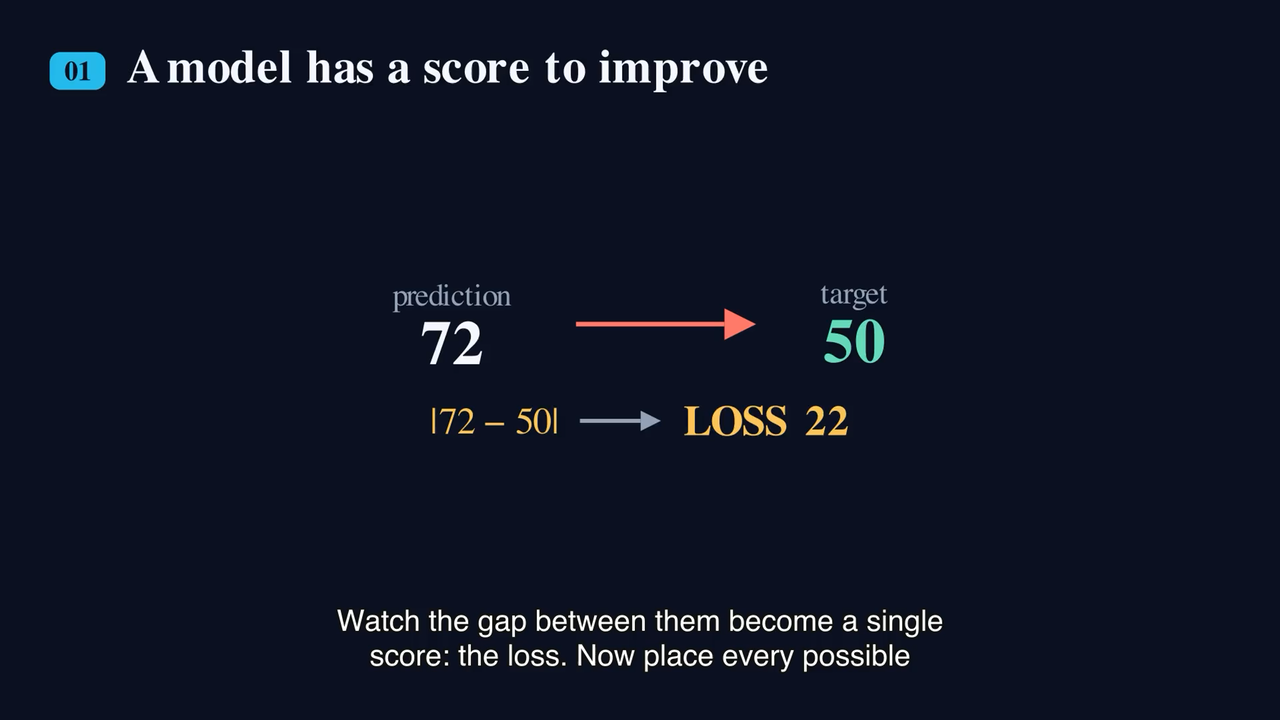 01 A model has a score to improve
prediction
72
target
50
|72 – 50|
LOSS 22
Watch the gap between them become a single
score: the loss. Now place every possible